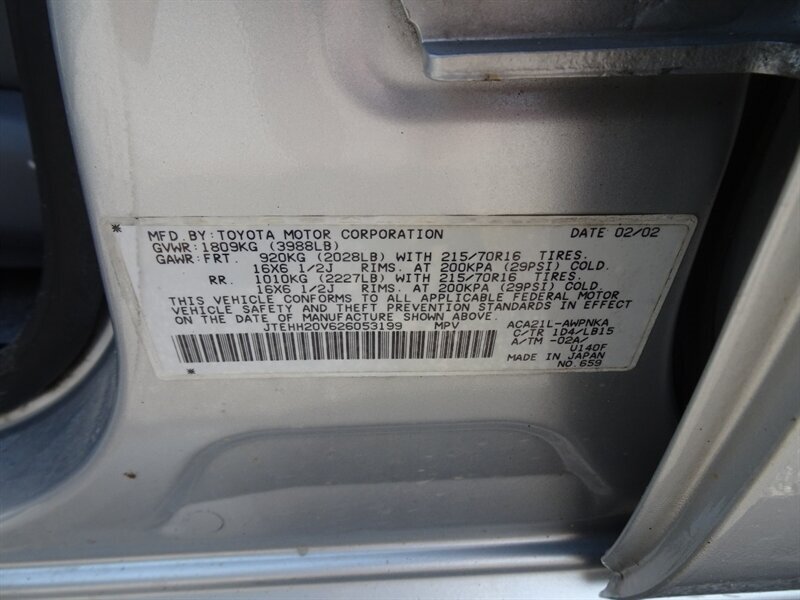 MFD.BY:TOYOTA MOTOR CORPORATION DATE 02/02
GVWR:1809KG (3988LB)
GAWR:FRT. 920KG (2028LB) WITH 215/70R16 TIRES.
16X6 1/2J RIMS. AT 200KPA (29PSI) COLD.
RR. 1010KG (2227LB) WITH 215/70R16 TIRES.
16X6 1/2J RIMS. AT 200KPA (29PSI) COLD.
THIS VEHICLE CONFORMS TO ALL APPLICABLE FEDERAL MOTOR
VEHICLE SAFETY AND THEFT PREVENTION STANDARDS IN EFFECT
ON THE DATE OF MANUFACTURE SHOWN ABOVE.
JTEHH20V626053199 MPV ACA21L-AWPNKA
C/TR 1D4/LB15
A/TM -02A/
U140F
MADE IN JAPAN
NO.659